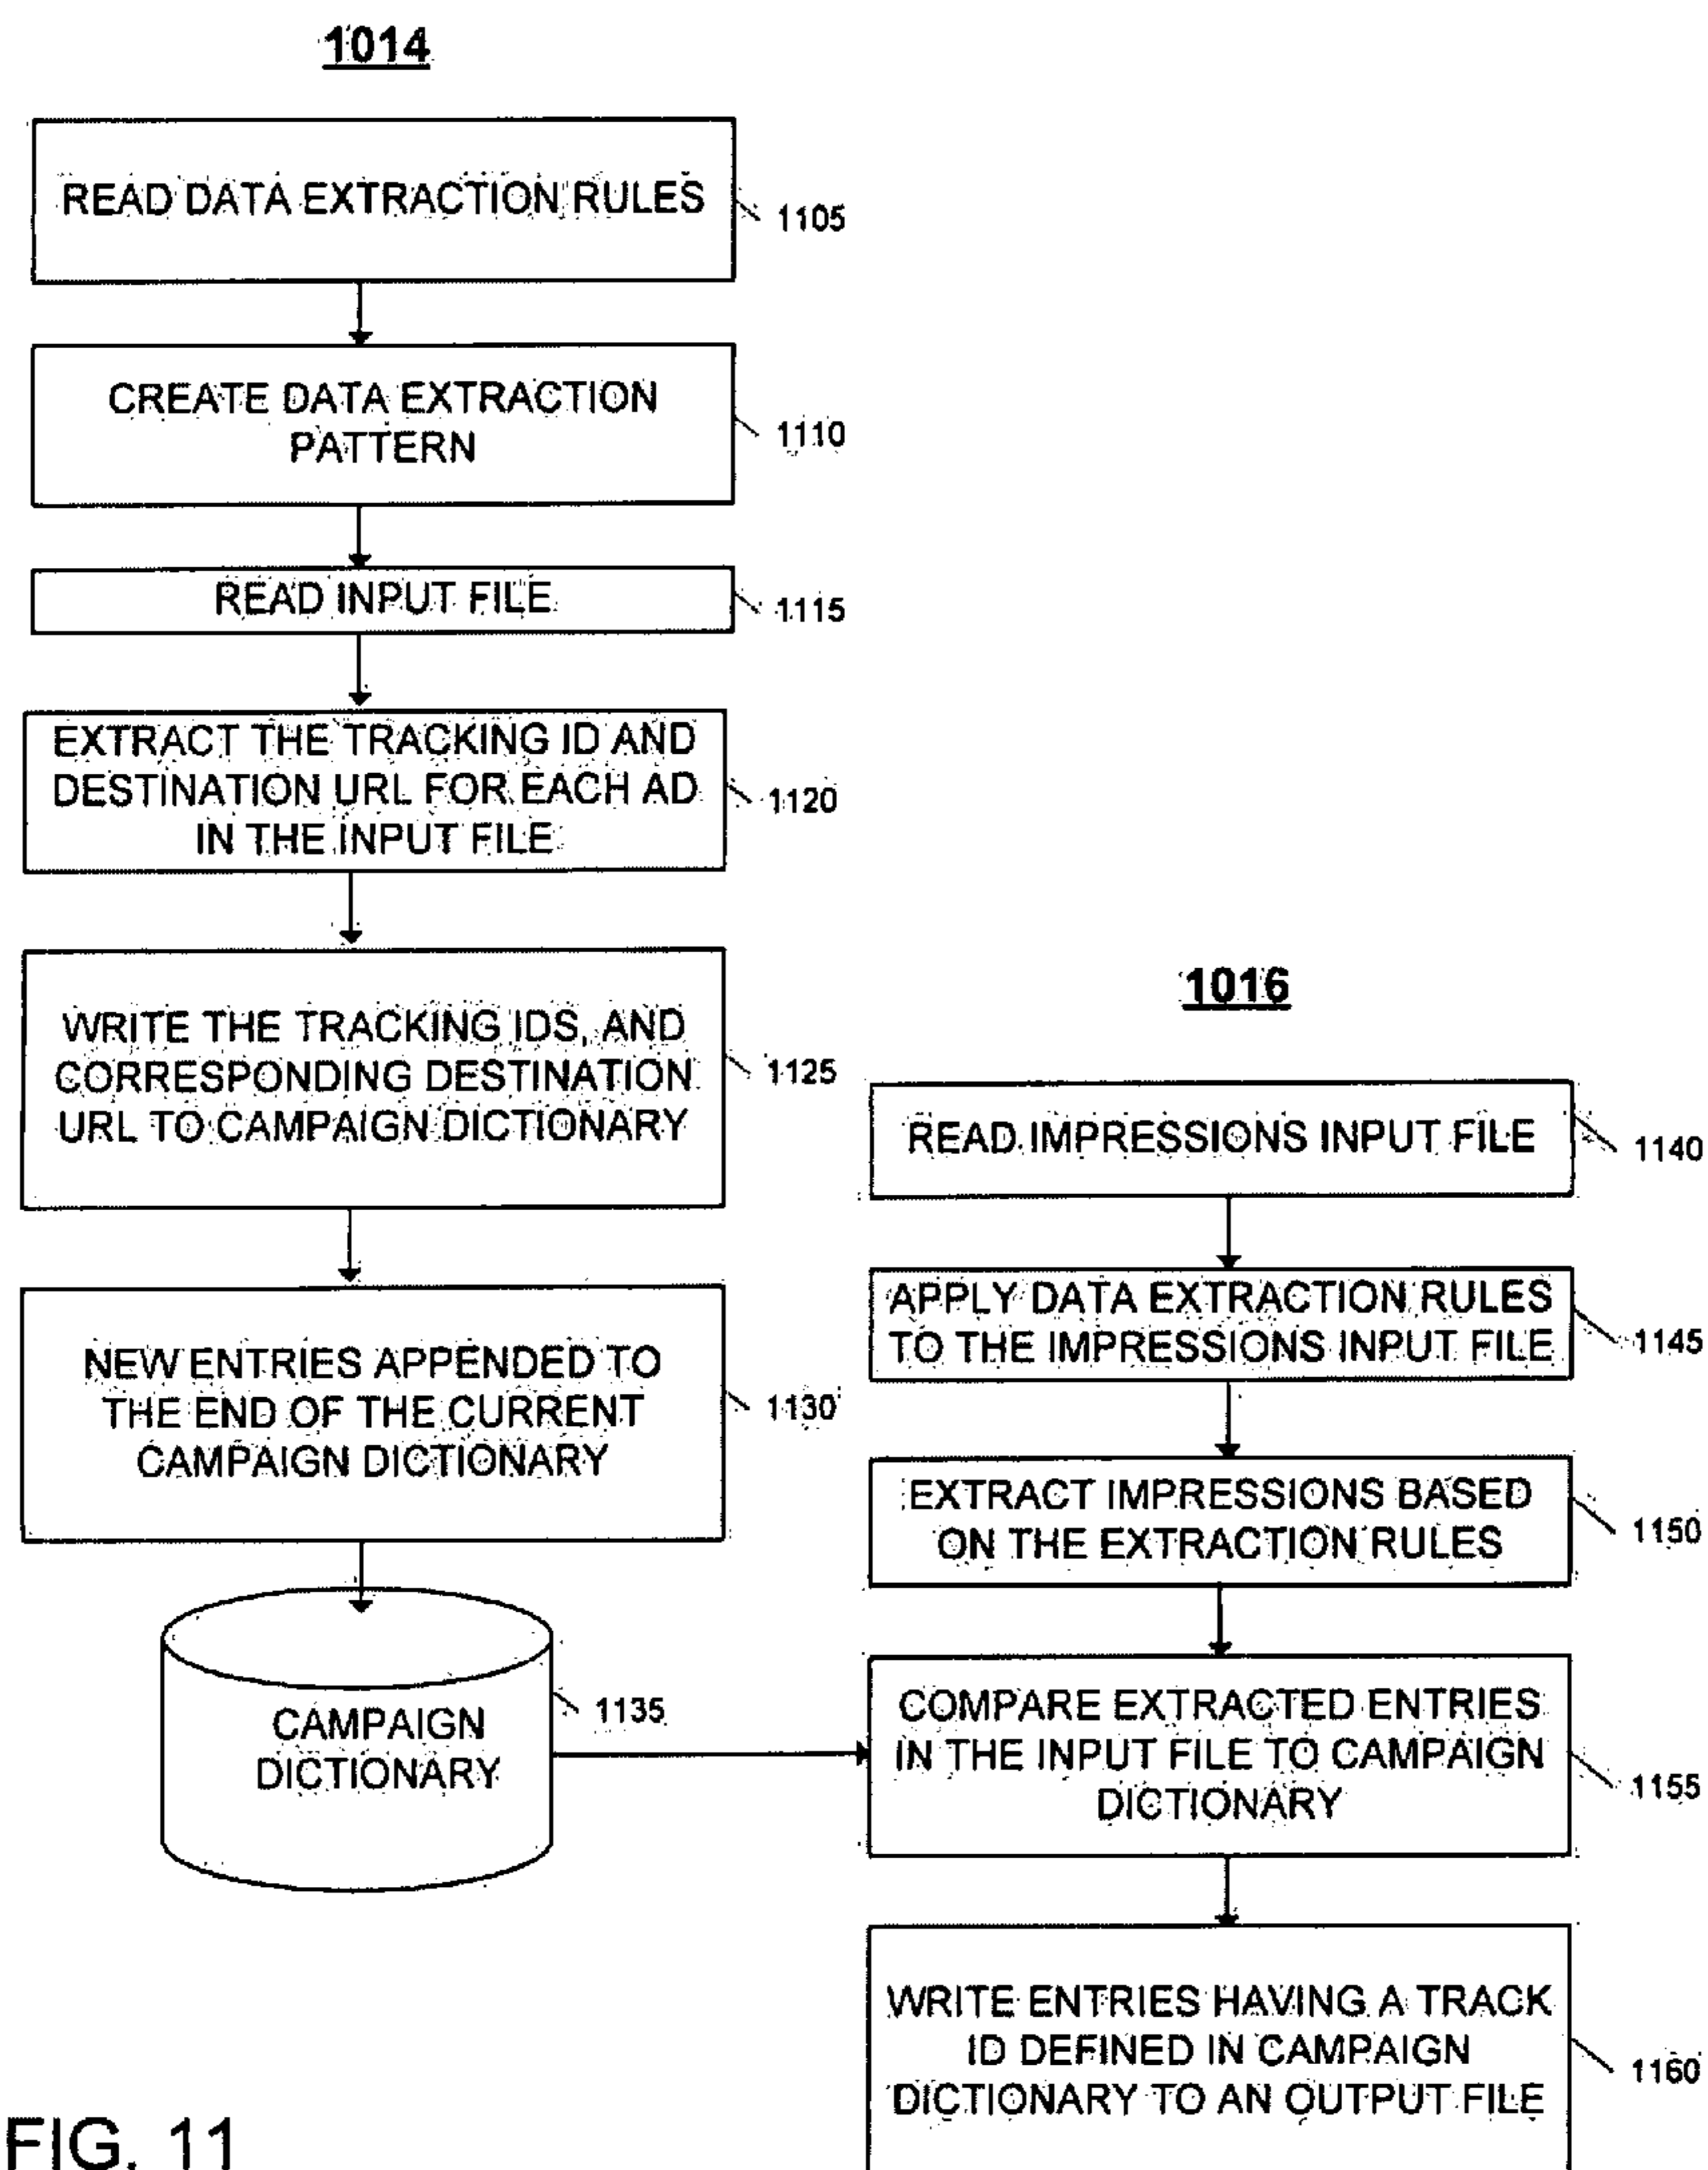 1014
READ DATA EXTRACTION RULES
1105
CREATE DATA EXTRACTION
PATTERN
1110
READ INPUT FILE
1115
EXTRACT THE TRACKING ID AND
DESTINATION URL FOR EACH AD
IN THE INPUT FILE
1120
WRITE THE TRACKING IDS, AND
CORRESPONDING DESTINATION
URL TO CAMPAIGN DICTIONARY
1125
NEW ENTRIES APPENDED TO
THE END OF THE CURRENT
CAMPAIGN DICTIONARY
1130
CAMPAIGN
DICTIONARY
1135
1016
READ IMPRESSIONS INPUT FILE
1140
APPLY DATA EXTRACTION RULES
TO THE IMPRESSIONS INPUT FILE
1145
EXTRACT IMPRESSIONS BASED
ON THE EXTRACTION RULES
1150
COMPARE EXTRACTED ENTRIES
IN THE INPUT FILE TO CAMPAIGN
DICTIONARY
1155
WRITE ENTRIES HAVING A TRACK
ID DEFINED IN CAMPAIGN
DICTIONARY TO AN OUTPUT FILE
1160
FIG. 11